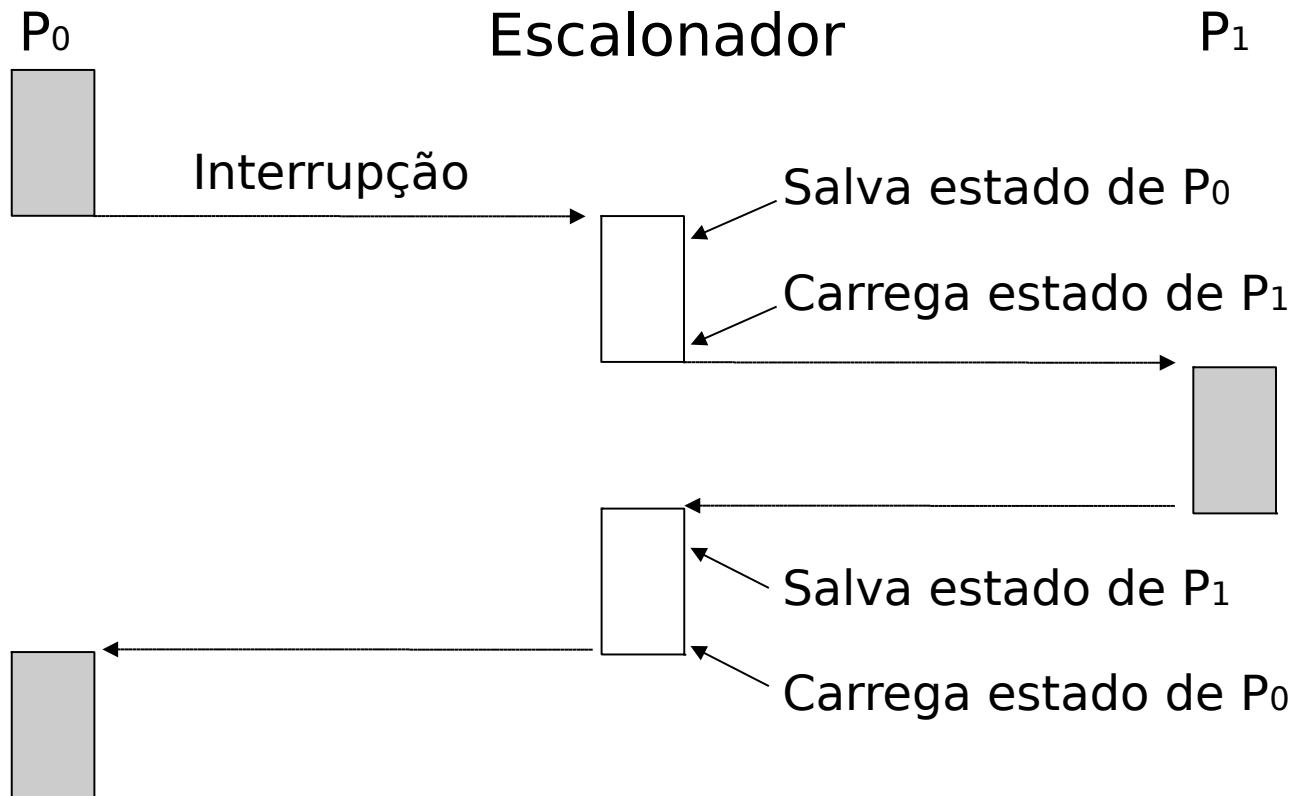 P0
Escalonador
P1
Interrupção
Salva estado de P0
Carrega estado de P1
Salva estado de P1
Carrega estado de P0